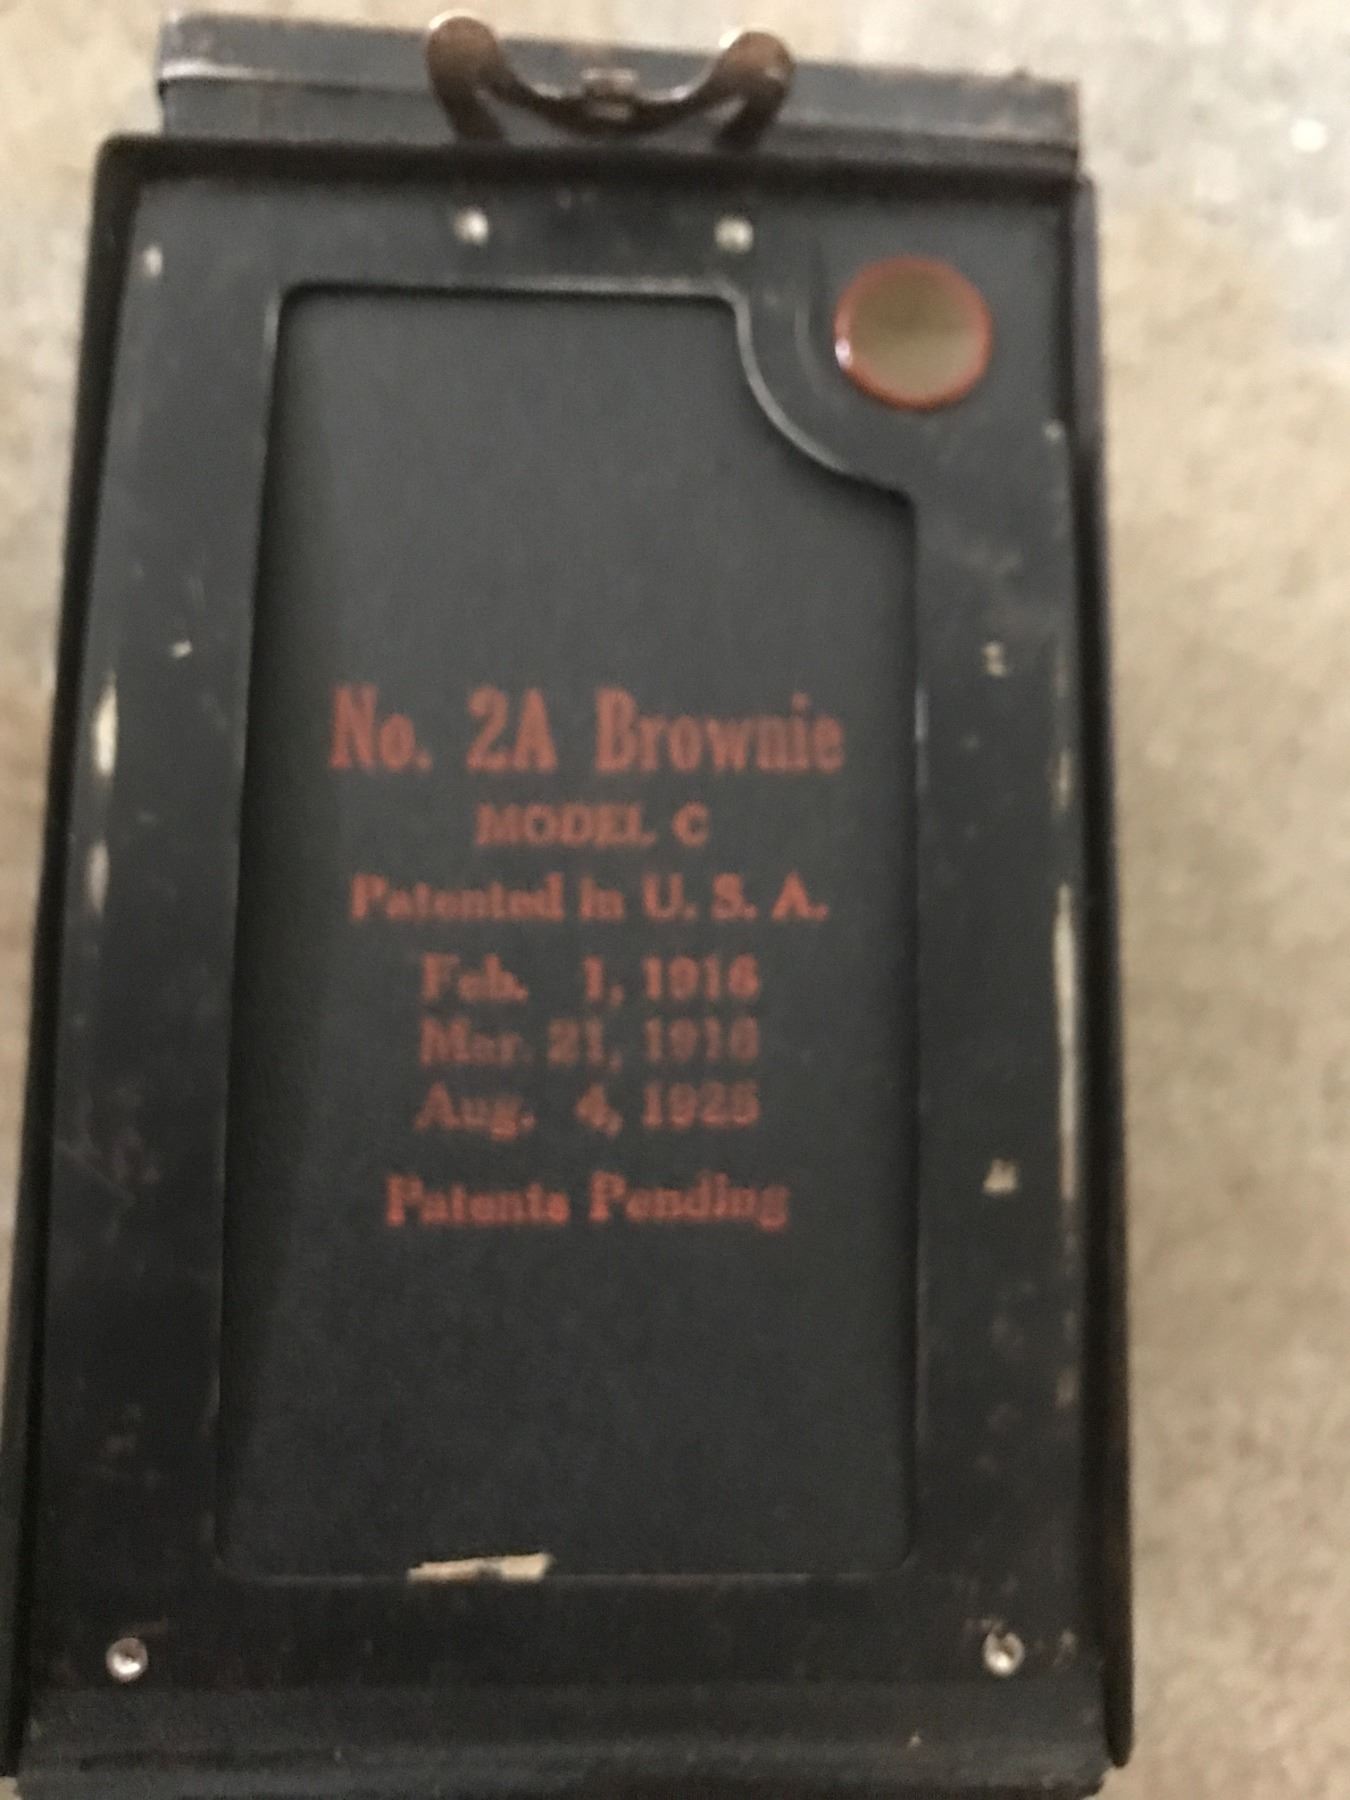 No. 2A Brownie
MODEL C
Patented in U. S. A.
Feb. 1, 1916
Mar. 21, 1916
Aug. 4, 1925
Patents Pending